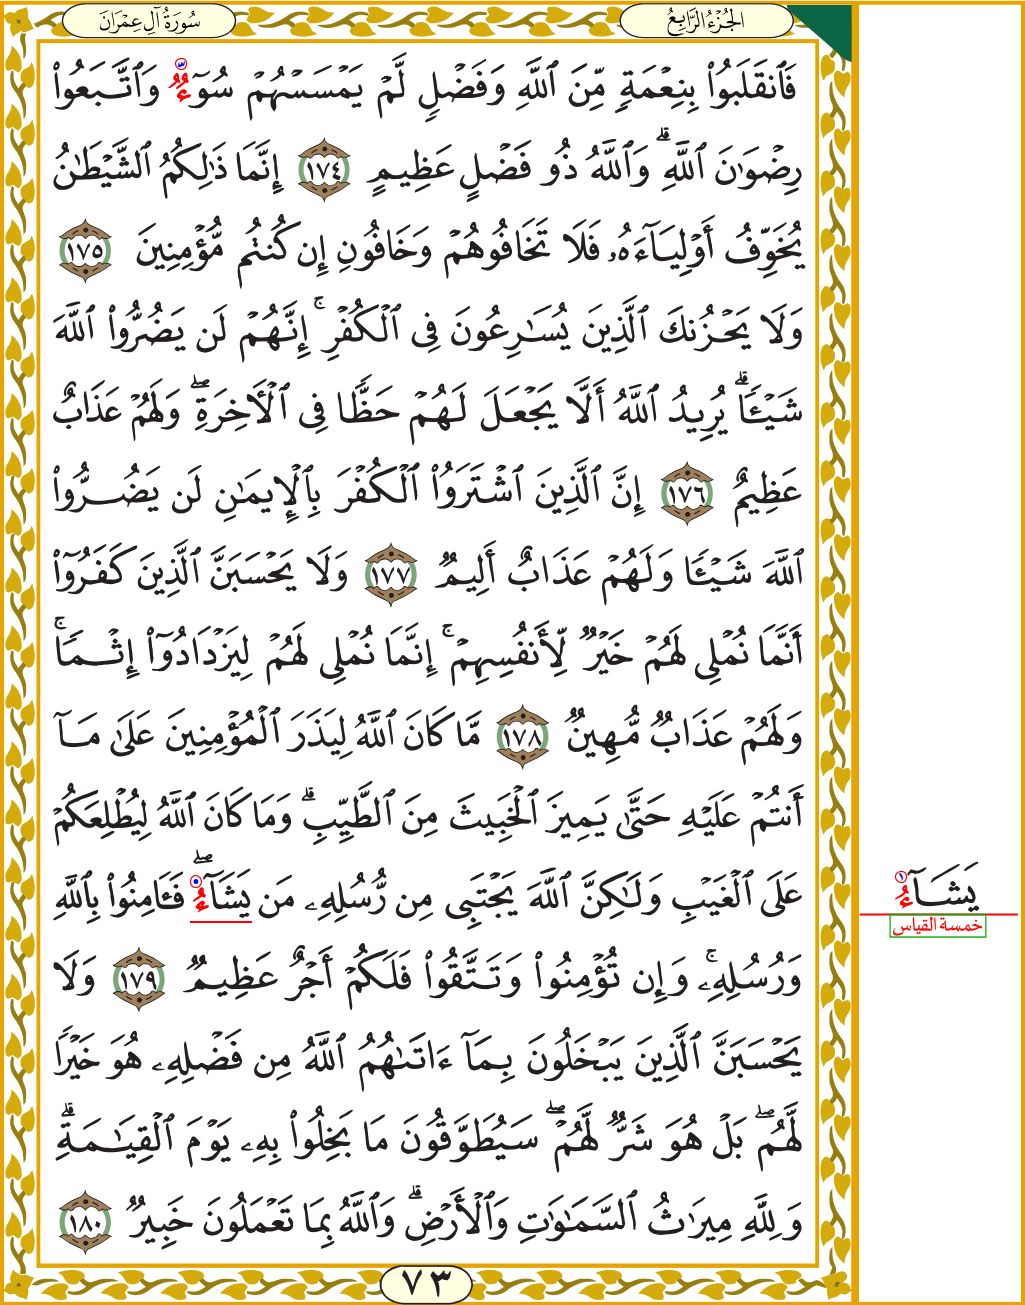 سُورَةُ آلِ عِمۡرَانَ
الجُزۡءُ الرَّابِعُ
فَٱنقَلَبُواْ بِنِعۡمَةٖ مِّنَ ٱللَّهِ وَفَضۡلٖ لَّمۡ يَمۡسَسۡهُمۡ سُوٓءٞ ٣ وَٱتَّبَعُواْ
رِضۡوَٰنَ ٱللَّهِۗ وَٱللَّهُ ذُو فَضۡلٍ عَظِيمٍ ١٧٤ إِنَّمَا ذَٰلِكُمُ ٱلشَّيۡطَٰنُ
يُخَوِّفُ أَوۡلِيَآءَهُۥ فَلَا تَخَافُوهُمۡ وَخَافُونِ إِن كُنتُم مُّؤۡمِنِينَ ١٧٥
وَلَا يَحۡزُنكَ ٱلَّذِينَ يُسَٰرِعُونَ فِي ٱلۡكُفۡرِۚ إِنَّهُمۡ لَن يَضُرُّواْ ٱللَّهَ
شَيۡـٔٗاۗ يُرِيدُ ٱللَّهُ أَلَّا يَجۡعَلَ لَهُمۡ حَظّٗا فِي ٱلۡأٓخِرَةِۖ وَلَهُمۡ عَذَابٌ
عَظِيمٌ ١٧٦ إِنَّ ٱلَّذِينَ ٱشۡتَرَوُاْ ٱلۡكُفۡرَ بِٱلۡإِيمَٰنِ لَن يَضُرُّواْ
ٱللَّهَ شَيۡـٔٗا وَلَهُمۡ عَذَابٌ أَلِيمٞ ١٧٧ وَلَا يَحۡسَبَنَّ ٱلَّذِينَ كَفَرُوٓاْ
أَنَّمَا نُمۡلِي لَهُمۡ خَيۡرٞ لِّأَنفُسِهِمۡۚ إِنَّمَا نُمۡلِي لَهُمۡ لِيَزۡدَادُوٓاْ إِثۡمٗاۚ
وَلَهُمۡ عَذَابٞ مُّهِينٞ ١٧٨ مَّا كَانَ ٱللَّهُ لِيَذَرَ ٱلۡمُؤۡمِنِينَ عَلَىٰ مَآ
أَنتُمۡ عَلَيۡهِ حَتَّىٰ يَمِيزَ ٱلۡخَبِيثَ مِنَ ٱلطَّيِّبِۗ وَمَا كَانَ ٱللَّهُ لِيُطۡلِعَكُمۡ
عَلَى ٱلۡغَيۡبِ وَلَٰكِنَّ ٱللَّهَ يَجۡتَبِي مِن رُّسُلِهِۦ مَن يَشَآءُۖ ٥ فَـَٔامِنُواْ بِٱللَّهِ
وَرُسُلِهِۦۚ وَإِن تُؤۡمِنُواْ وَتَتَّقُواْ فَلَكُمۡ أَجۡرٌ عَظِيمٞ ١٧٩ وَلَا
يَحۡسَبَنَّ ٱلَّذِينَ يَبۡخَلُونَ بِمَآ ءَاتَىٰهُمُ ٱللَّهُ مِن فَضۡلِهِۦ هُوَ خَيۡرٗا
لَّهُمۖ بَلۡ هُوَ شَرّٞ لَّهُمۡۖ سَيُطَوَّقُونَ مَا بَخِلُواْ بِهِۦ يَوۡمَ ٱلۡقِيَٰمَةِۗ
وَلِلَّهِ مِيرَٰثُ ٱلسَّمَٰوَٰتِ وَٱلۡأَرۡضِۗ وَٱللَّهُ بِمَا تَعۡمَلُونَ خَبِيرٞ ١٨٠
٧٣
يَشَآءُ ١
خمسة القياس